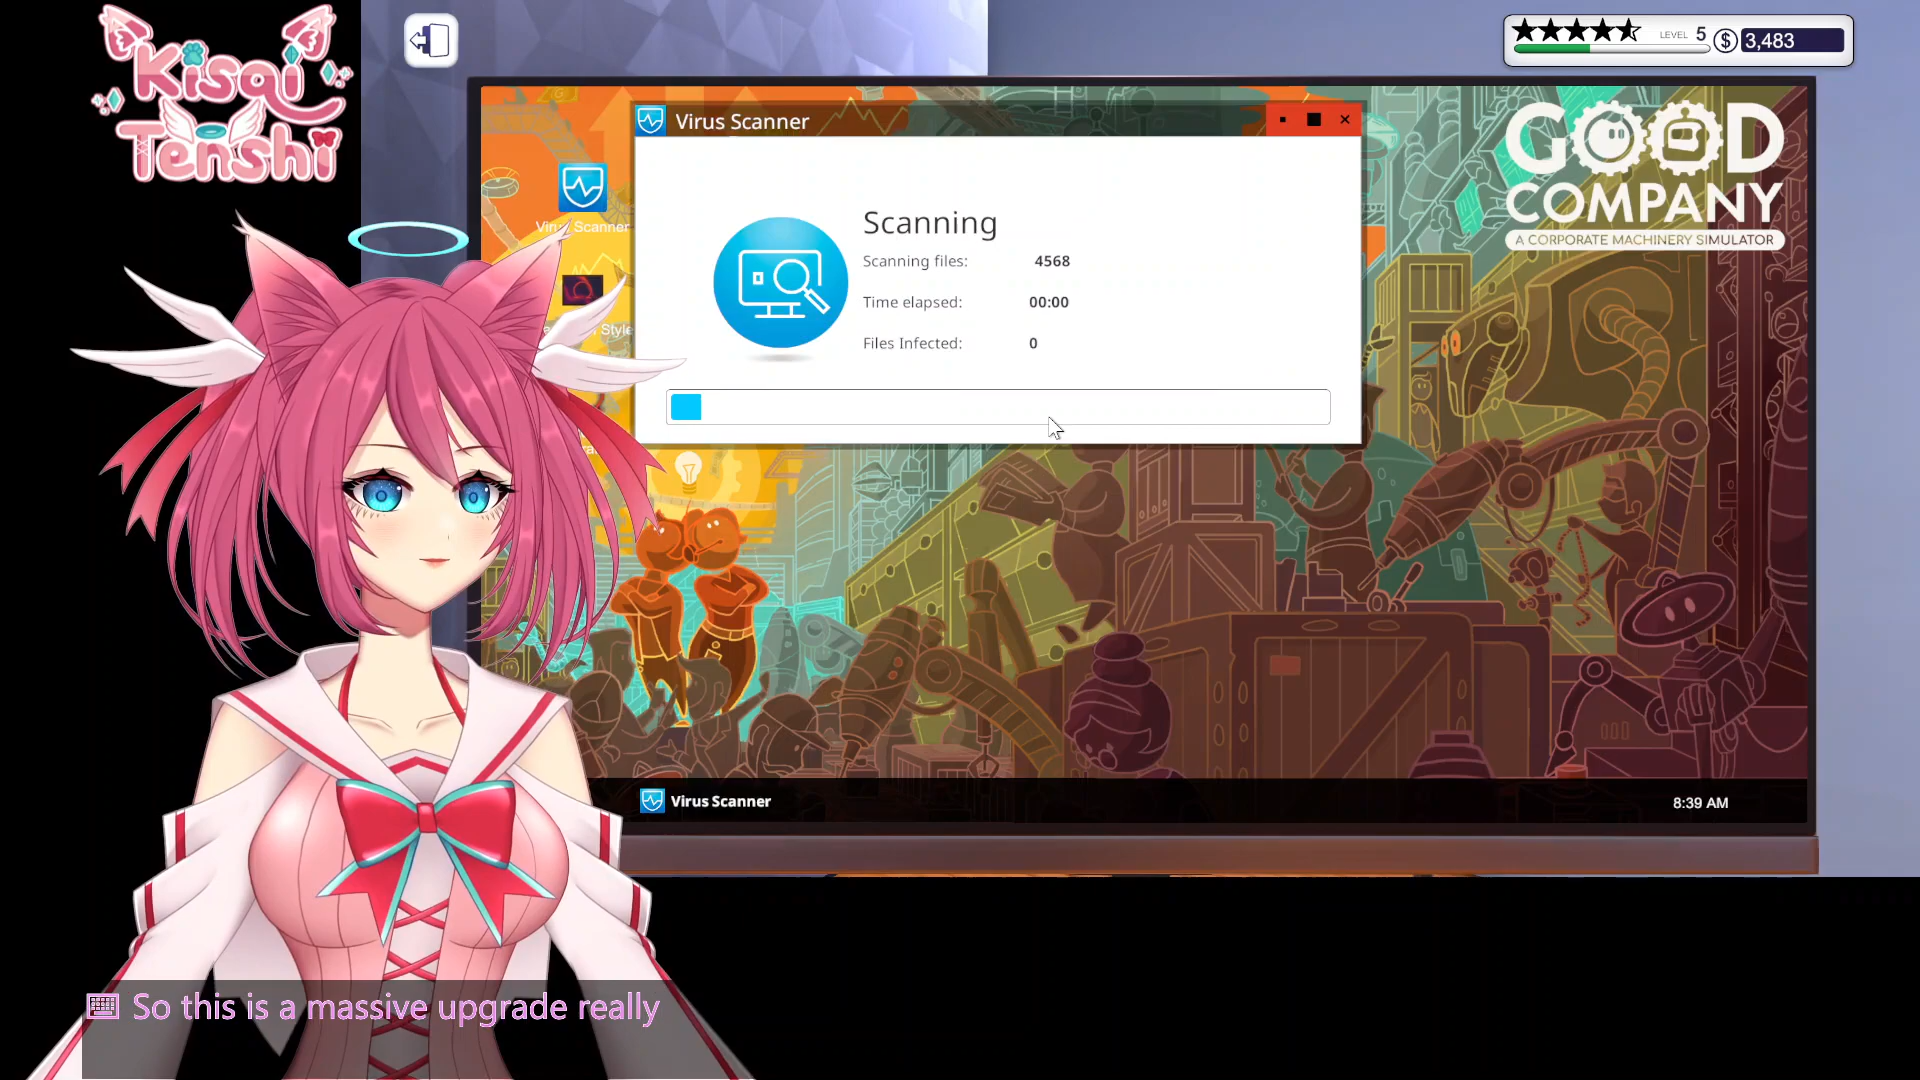 Kisai
Tenshi
LEVEL 5
$ 3,483
Virus Scanner
GOOD
COMPANY
A CORPORATE MACHINERY SIMULATOR
Virus Scanner
Scanning
Scanning files: 4568
Time elapsed: 00:00
Files Infected: 0
Style
Virus Scanner
8:39 AM
So this is a massive upgrade really